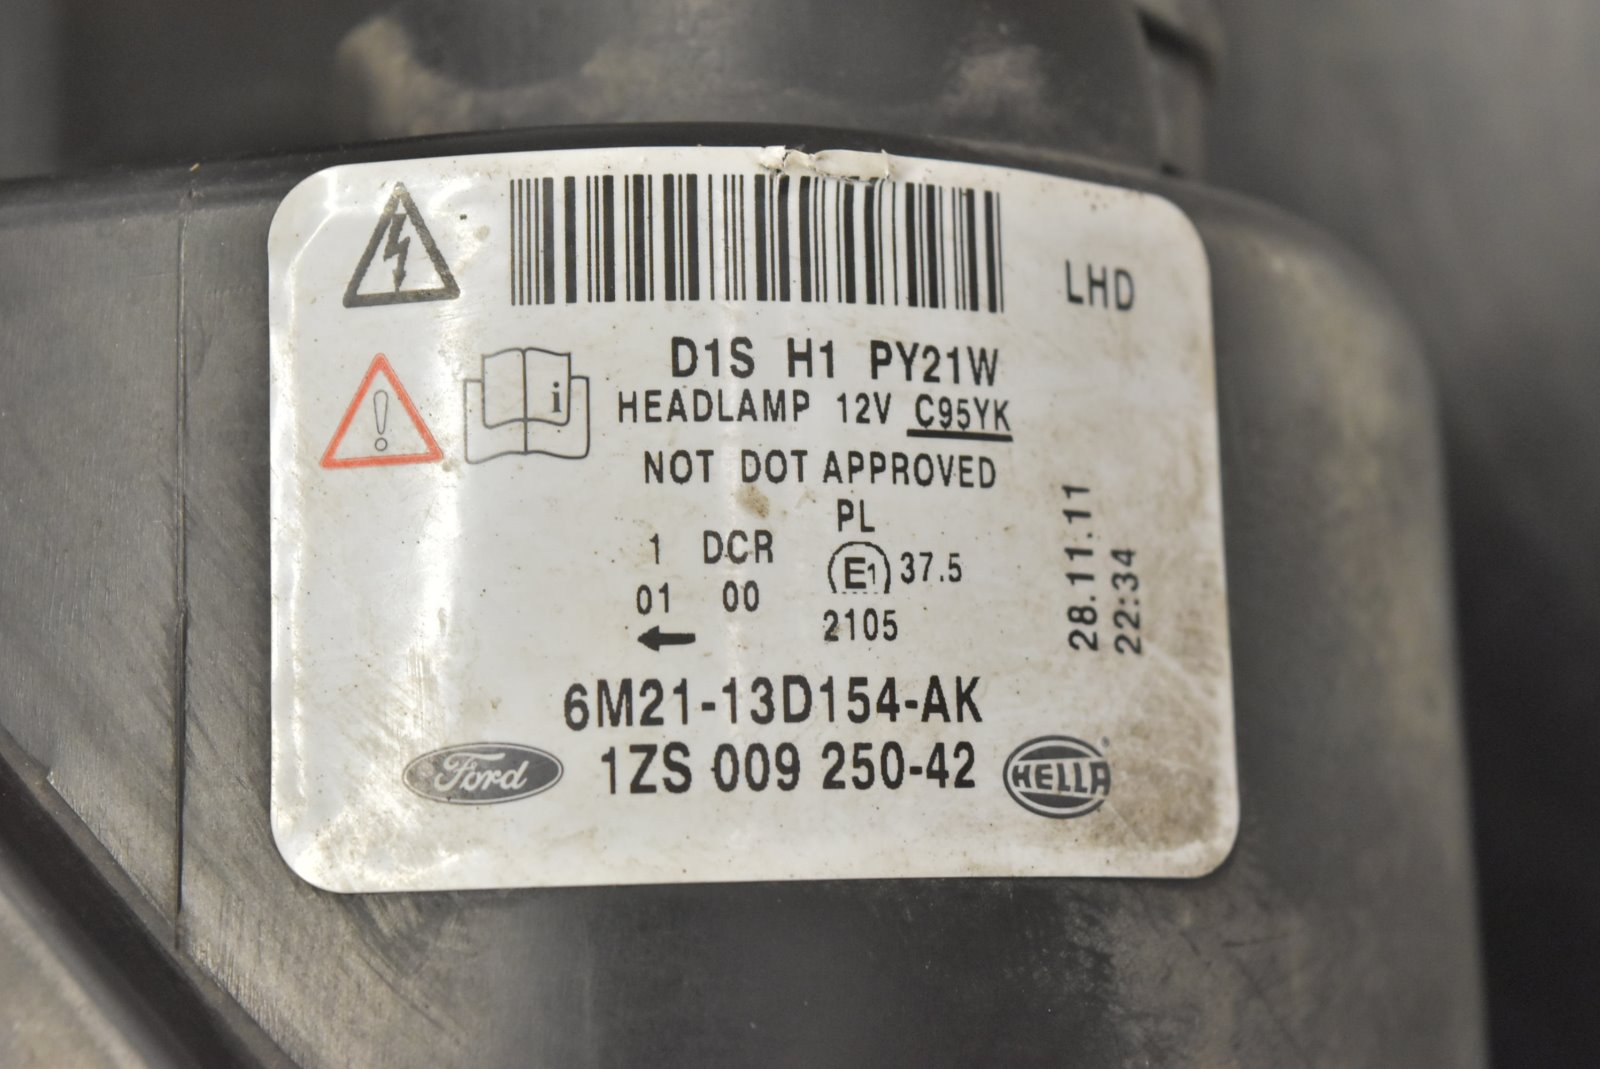 LHD
D1S H1 PY21W
HEADLAMP 12V C95YK
NOT DOT APPROVED
PL
1 DCR E1 37.5
01 00
2105
28.11.11
22:34
6M21-13D154-AK
Ford 1ZS 009 250-42 HELLA
i